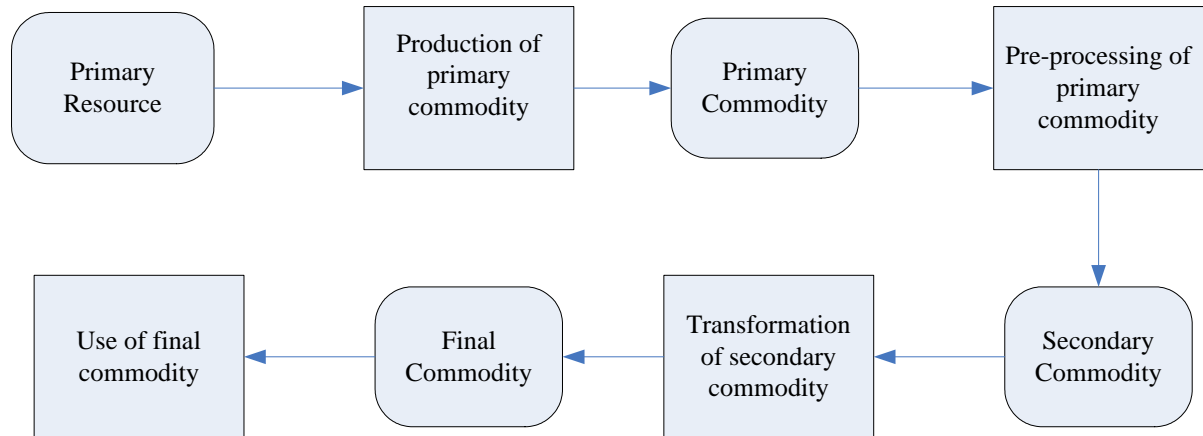 Primary
Resource
Production of
primary
commodity
Primary
Commodity
Pre-processing of
primary
commodity
Use of final
commodity
Final
Commodity
Transformation
of secondary
commodity
Secondary
Commodity